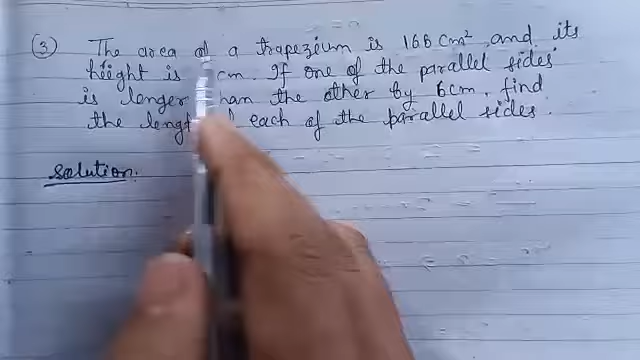 (3) The area of a trapezium is 168 cm² and its
height is cm. If one of the parallel sides
is longer than the other by 6cm, find
the length each of the parallel sides.
Solution.